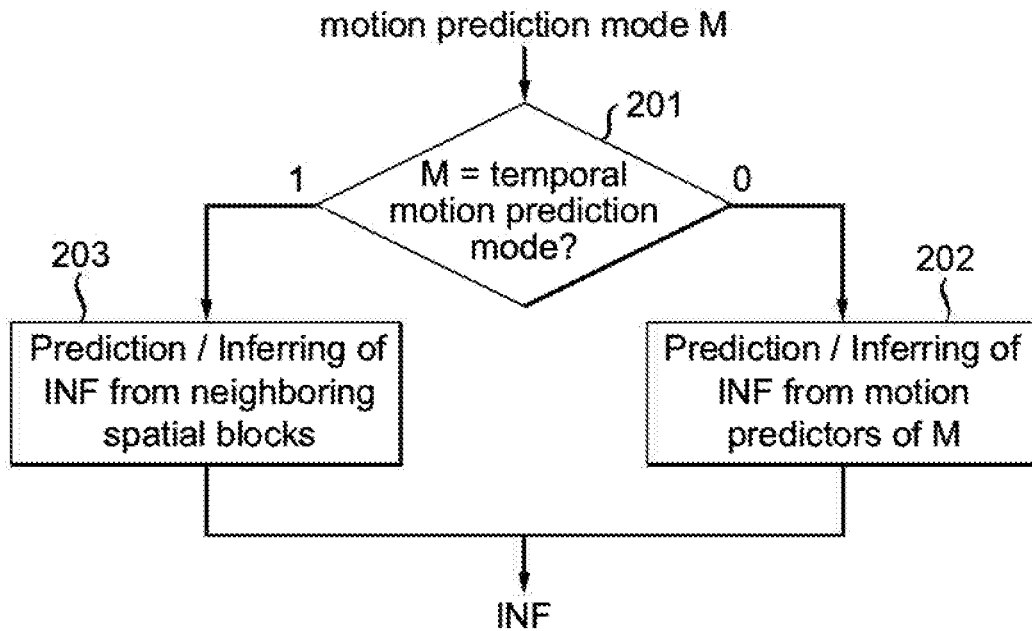 motion prediction mode M
201
M = temporal
motion prediction
mode?
1
0
203
202
Prediction / Inferring of
INF from neighboring
spatial blocks
Prediction / Inferring of
INF from motion
predictors of M
INF